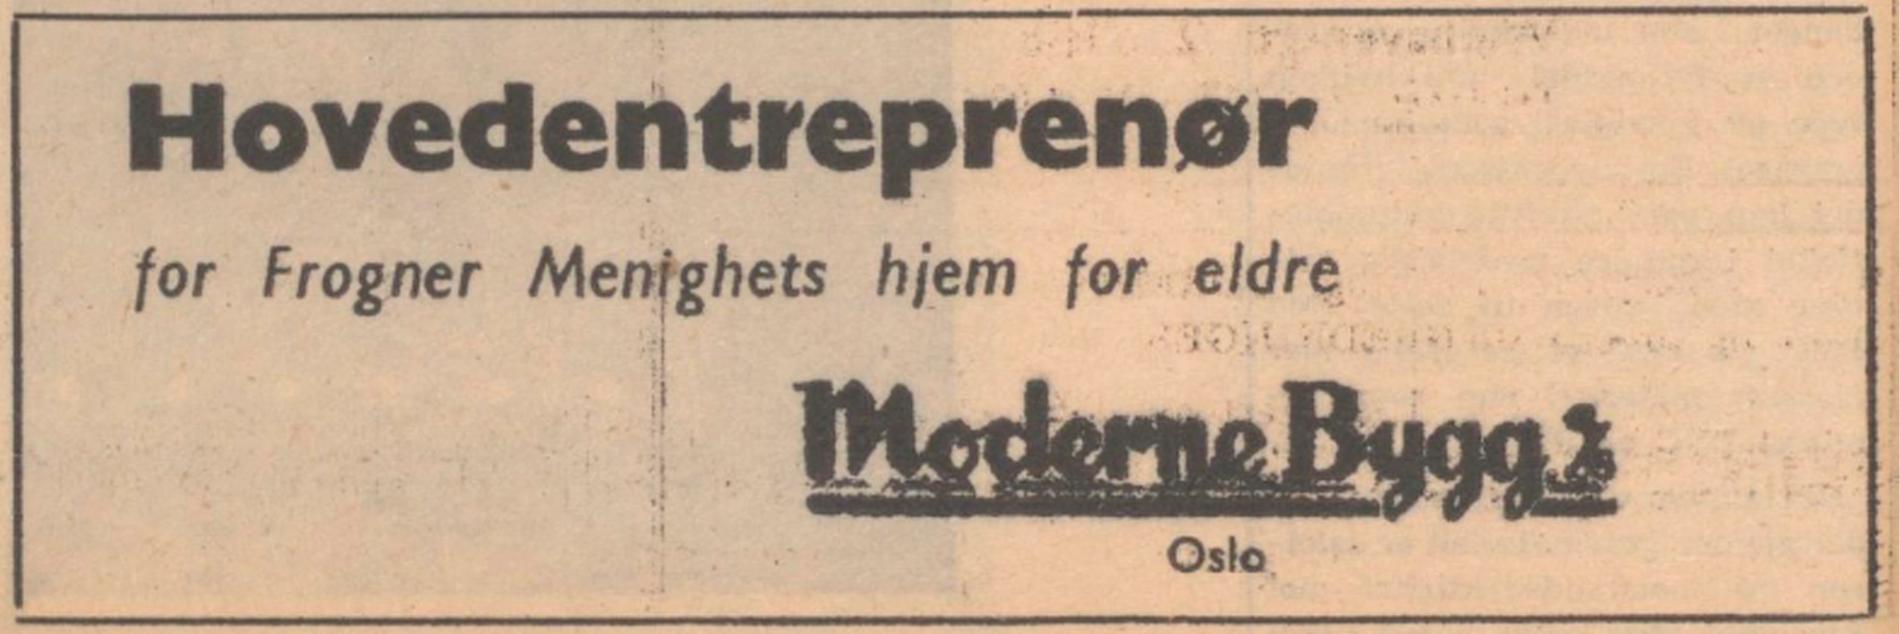 Hovedentreprenør
for Frogner Menighets hjem for eldre
Moderne Bygg
Oslo